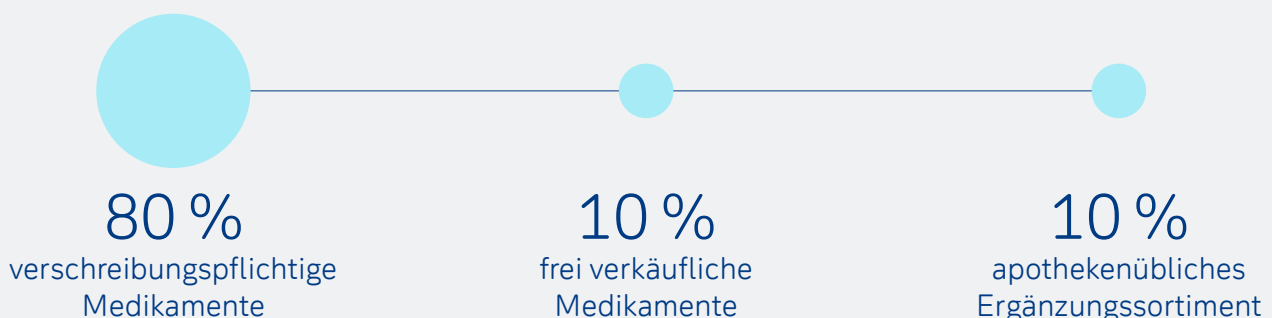 80 %
verschreibungspflichtige
Medikamente
10 %
frei verkäufliche
Medikamente
10 %
apothekenübliches
Ergänzungssortiment